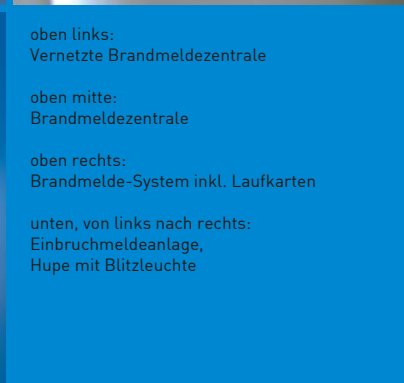 oben links:
Vernetzte Brandmeldezentrale
oben mitte:
Brandmeldezentrale
oben rechts:
Brandmelde-System inkl. Laufkarten
unten, von links nach rechts:
Einbruchmeldeanlage,
Hupe mit Blitzleuchte